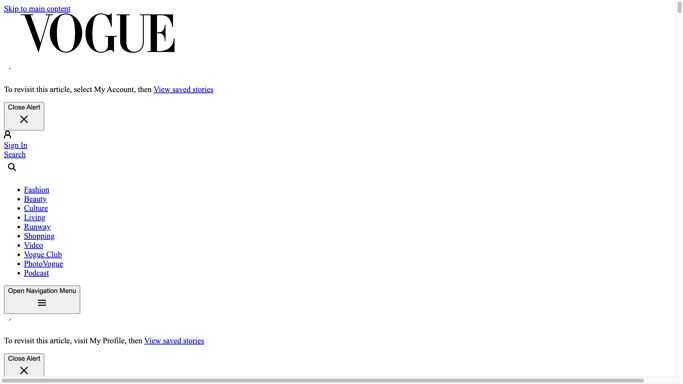 Skip to main content
VOGUE
To revisit this article, select My Account, then View saved stories
Close Alert
Sign In
Search
Fashion
Beauty
Culture
Living
Runway
Shopping
Video
Vogue Club
PhotoVogue
Podcast
Open Navigation Menu
To revisit this article, visit My Profile, then View saved stories
Close Alert